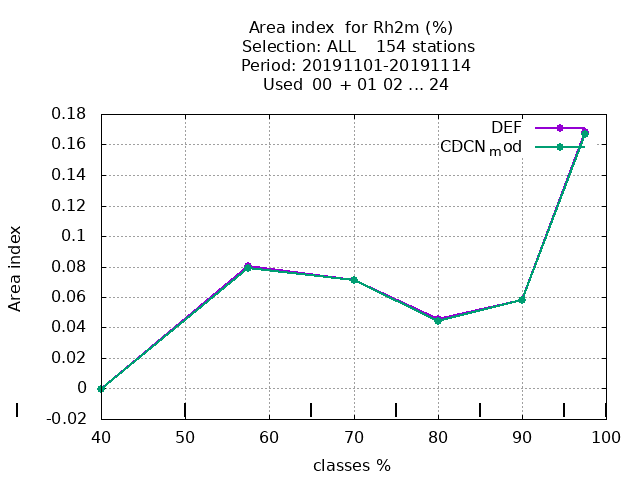 Area index  for Rh2m (%)
Selection: ALL    154 stations
Period: 20191101-20191114
Used  00  + 01 02 ... 24
DEF
CDCNmod
0.18
0.16
0.14
0.12
0.1
0.08
0.06
0.04
0.02
0
-0.02
Area index
40 50 60 70 80 90 100
classes %